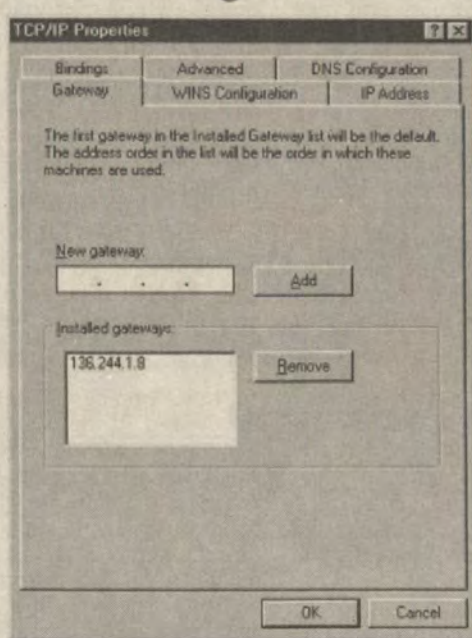 TCP/IP Properties
Bindings Advanced DNS Configuration
Gateway WINS Configuration IP Address
The first gateway in the Installed Gateway list will be the default.
The address order in the list will be the order in which these
machines are used.
New gateway:
. . .
Add
Installed gateways:
136.244.1.8
Remove
OK Cancel